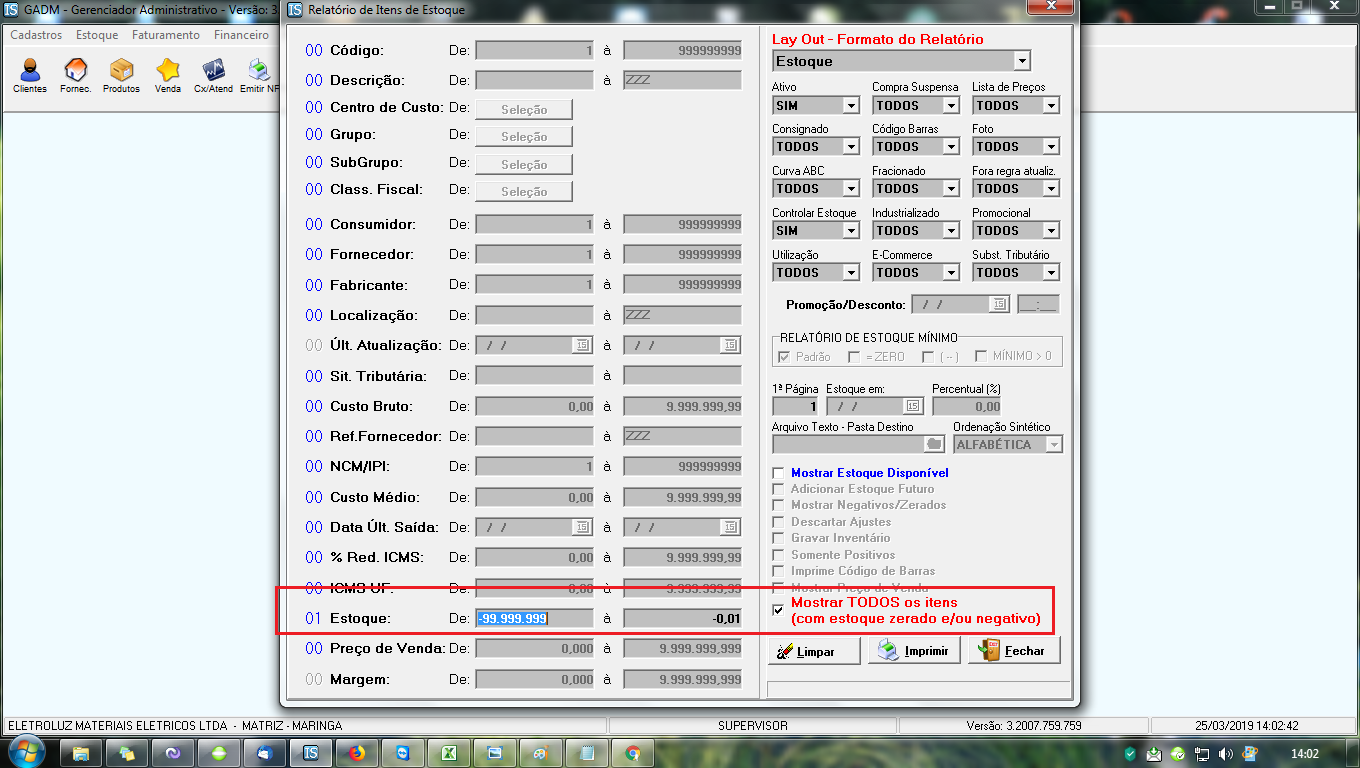 GADM - Gerenciador Administrativo - Versão: 3.
Relatório de Itens de Estoque
Cadastros Estoque Faturamento Financeiro
Clientes Fornec. Produtos Venda Cx/Atend Emitir NF
00 Código: De: 1 à 999999999
00 Descrição: De: à ZZZ
00 Centro de Custo: De: Seleção
00 Grupo: De: Seleção
00 SubGrupo: De: Seleção
00 Class. Fiscal: De: Seleção
00 Consumidor: De: 1 à 999999999
00 Fornecedor: De: 1 à 999999999
00 Fabricante: De: 1 à 999999999
00 Localização: De: à ZZZ
00 Últ. Atualização: De: / / 15 à / / 15
00 Sit. Tributária: De: à
00 Custo Bruto: De: 0,00 à 9.999.999,99
00 Ref.Fornecedor: De: à ZZZ
00 NCM/IPI: De: 1 à 999999999
00 Custo Médio: De: 0,00 à 9.999.999,99
00 Data Últ. Saída: De: / / 15 à / / 15
00 % Red. ICMS: De: 0,00 à 9.999.999,99
00 ICMS UF: De: 0,00 à 9.999.999,99
01 Estoque: De: -99.999.999 à -0,01
00 Preço de Venda: De: 0,000 à 9.999.999,999
00 Margem: De: 0,000 à 9.999.999,999
Lay Out - Formato do Relatório
Estoque
Ativo Compra Suspensa Lista de Preços
SIM TODOS TODOS
Consignado Código Barras Foto
TODOS TODOS TODOS
Curva ABC Fracionado Fora regra atualiz.
TODOS TODOS TODOS
Controlar Estoque Industrializado Promocional
SIM TODOS TODOS
Utilização E-Commerce Subst. Tributário
TODOS TODOS TODOS
Promoção/Desconto: / / 15 __:__
RELATÓRIO DE ESTOQUE MÍNIMO
Padrão = ZERO ( -- ) MÍNIMO > 0
1ª Página Estoque em: Percentual (%)
1 / / 15 0,00
Arquivo Texto - Pasta Destino Ordenação Sintético
ALFABÉTICA
Mostrar Estoque Disponível
Adicionar Estoque Futuro
Mostrar Negativos/Zerados
Descartar Ajustes
Gravar Inventário
Somente Positivos
Imprime Código de Barras
Mostrar Preço de Venda
Mostrar TODOS os itens
(com estoque zerado e/ou negativo)
Limpar Imprimir Fechar
ELETROLUZ MATERIAIS ELETRICOS LTDA - MATRIZ - MARINGA SUPERVISOR Versão: 3.2007.759.759 25/03/2019 14:02:42
14:02